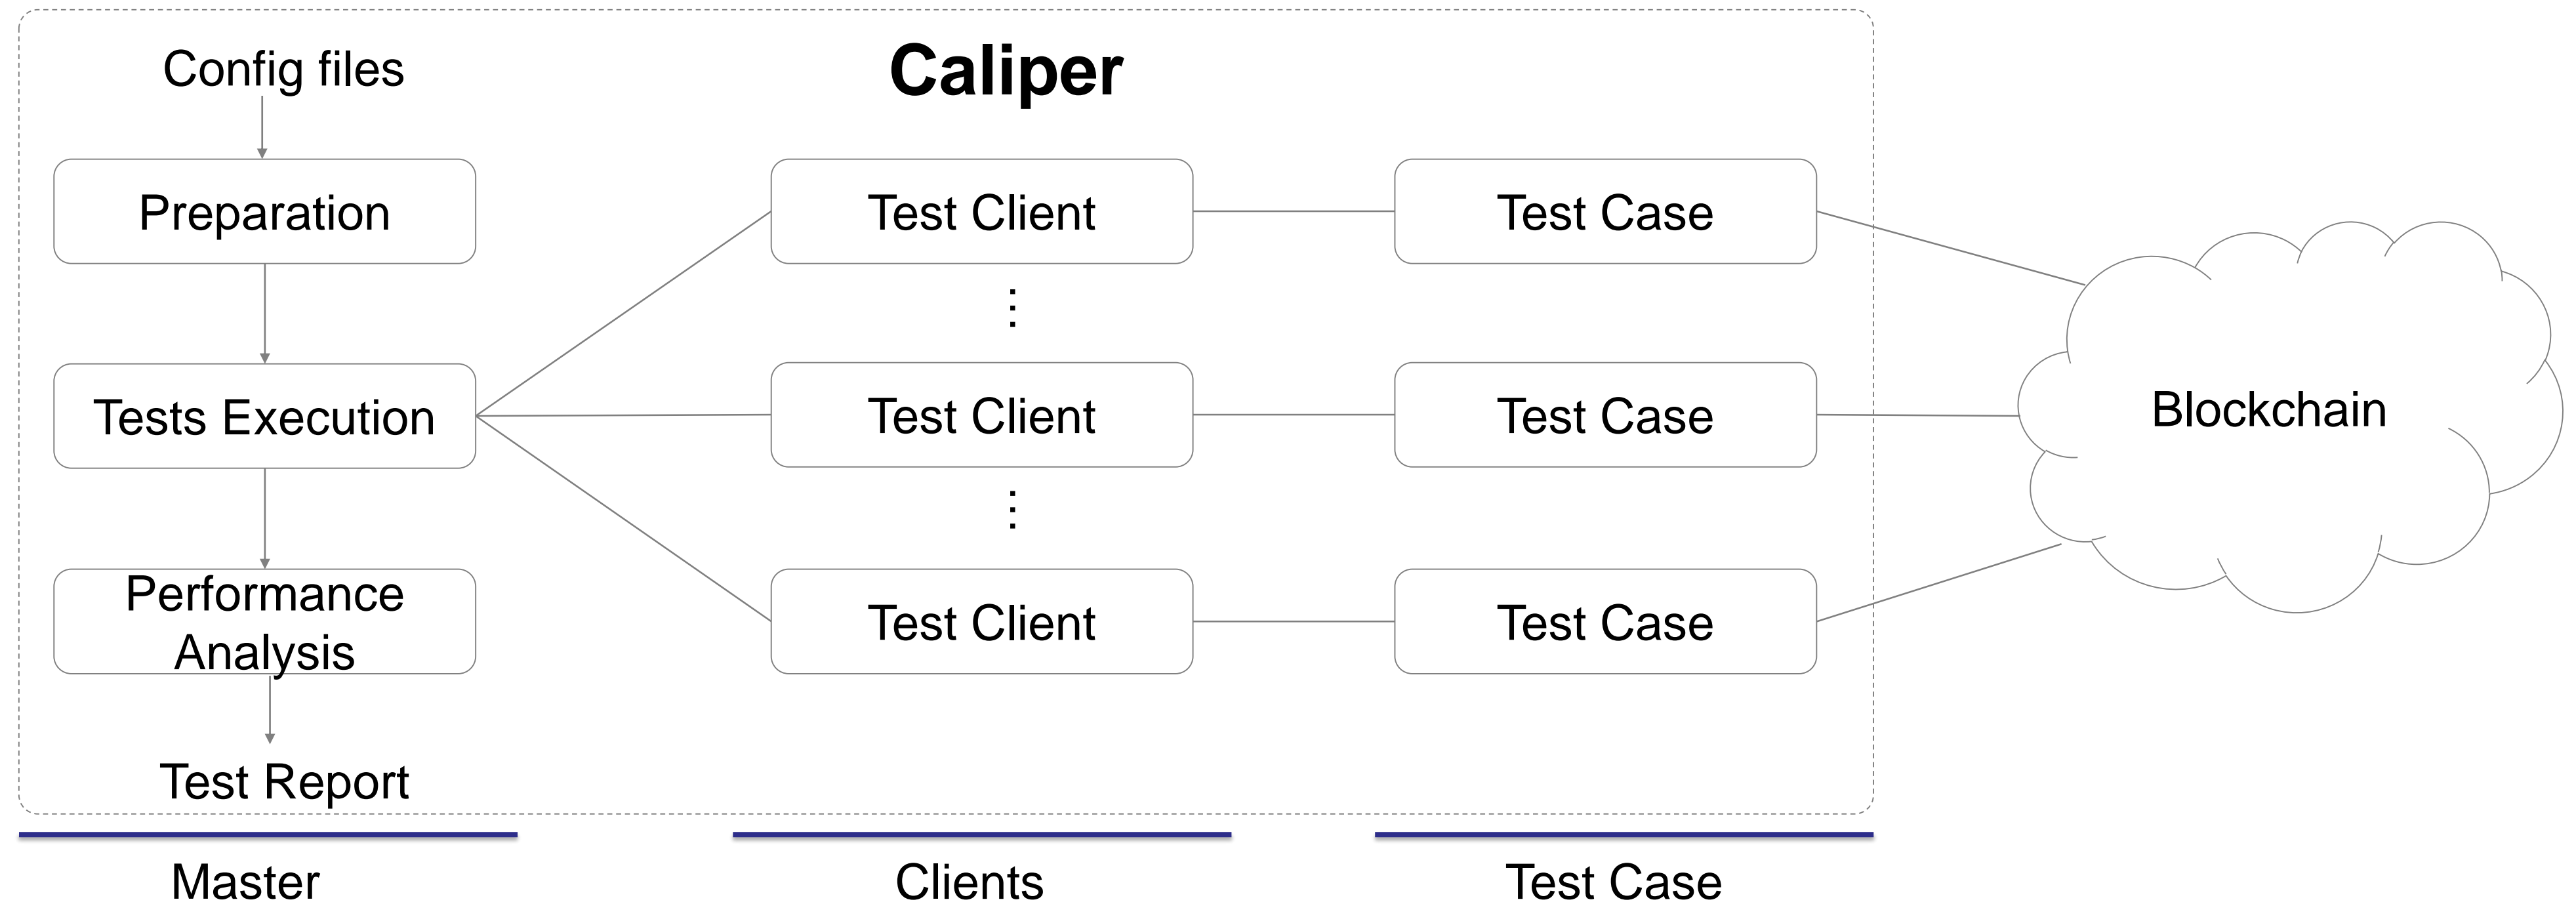 Config files
Caliper
Preparation
Test Client
Test Case
Tests Execution
Test Client
Test Case
Blockchain
Performance
Analysis
Test Client
Test Case
Test Report
Master
Clients
Test Case